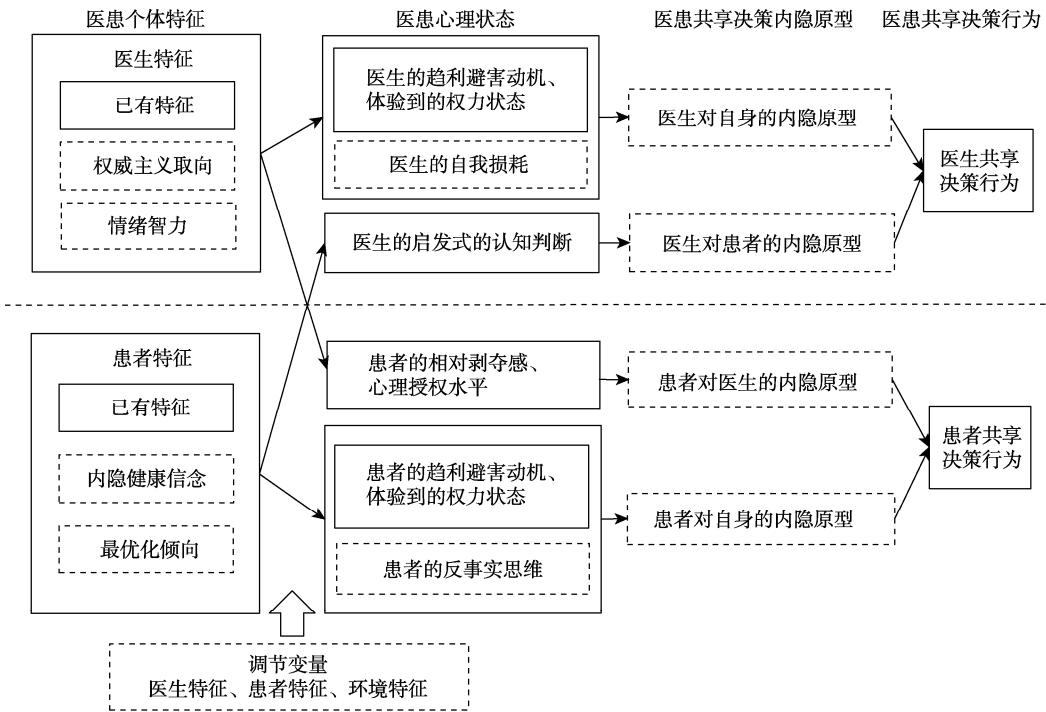 医患个体特征
医患心理状态
医患共享决策内隐原型
医患共享决策行为
医生特征
已有特征
权威主义取向
情绪智力
医生的趋利避害动机、
体验到的权力状态
医生的自我损耗
医生的启发式的认知判断
医生对自身的内隐原型
医生对患者的内隐原型
医生共享
决策行为
患者特征
已有特征
内隐健康信念
最优化倾向
患者的相对剥夺感、
心理授权水平
患者的趋利避害动机、
体验到的权力状态
患者的反事实思维
患者对医生的内隐原型
患者对自身的内隐原型
患者共享
决策行为
调节变量
医生特征、患者特征、环境特征